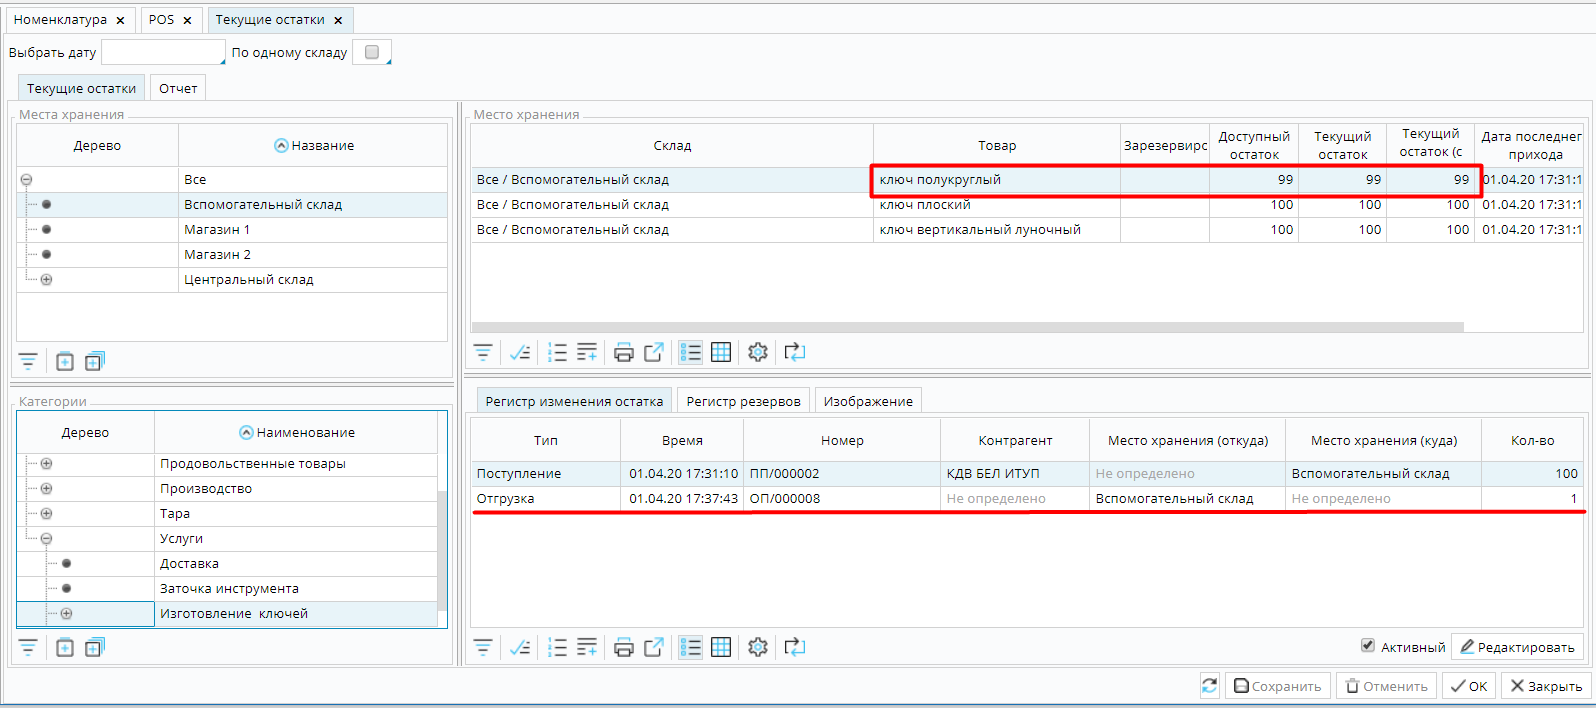 Номенклатура × POS × Текущие остатки ×
Выбрать дату По одному складу
Текущие остатки Отчет
Места хранения
Дерево Название
Все
Вспомогательный склад
Магазин 1
Магазин 2
Центральный склад
Место хранения
Склад Товар Зарезервирс Доступный остаток Текущий остаток Текущий остаток (с Дата последнег прихода
Все / Вспомогательный склад ключ полукруглый 99 99 99 01.04.20 17:31:1
Все / Вспомогательный склад ключ плоский 100 100 100 01.04.20 17:31:1
Все / Вспомогательный склад ключ вертикальный луночный 100 100 100 01.04.20 17:31:1
Категории
Дерево Наименование
Продовольственные товары
Производство
Тара
Услуги
Доставка
Заточка инструмента
Изготовление ключей
Регистр изменения остатка Регистр резервов Изображение
Тип Время Номер Контрагент Место хранения (откуда) Место хранения (куда) Кол-во
Поступление 01.04.20 17:31:10 ПП/000002 КДВ БЕЛ ИТУП Не определено Вспомогательный склад 100
Отгрузка 01.04.20 17:37:43 ОП/000008 Не определено Вспомогательный склад Не определено 1
Активный Редактировать
Сохранить Отменить OK Закрыть